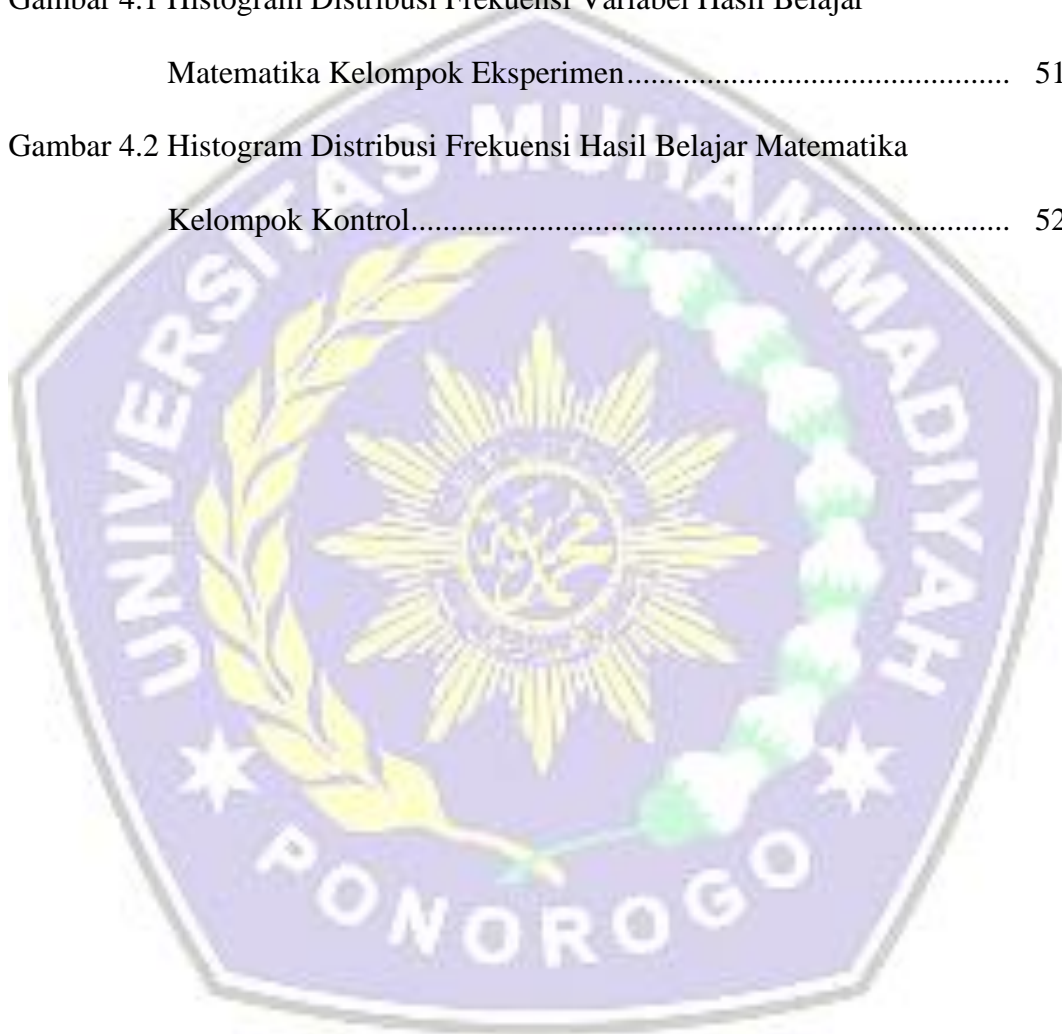 Gambar 4.1 Histogram Distribusi Frekuensi Variabel Hasil Belajar
Matematika Kelompok Eksperimen.......................................... 51
Gambar 4.2 Histogram Distribusi Frekuensi Hasil Belajar Matematika
Kelompok Kontrol.......................................................................... 52
UNIVERSITAS MUHAMMADIYAH
PONOROGO